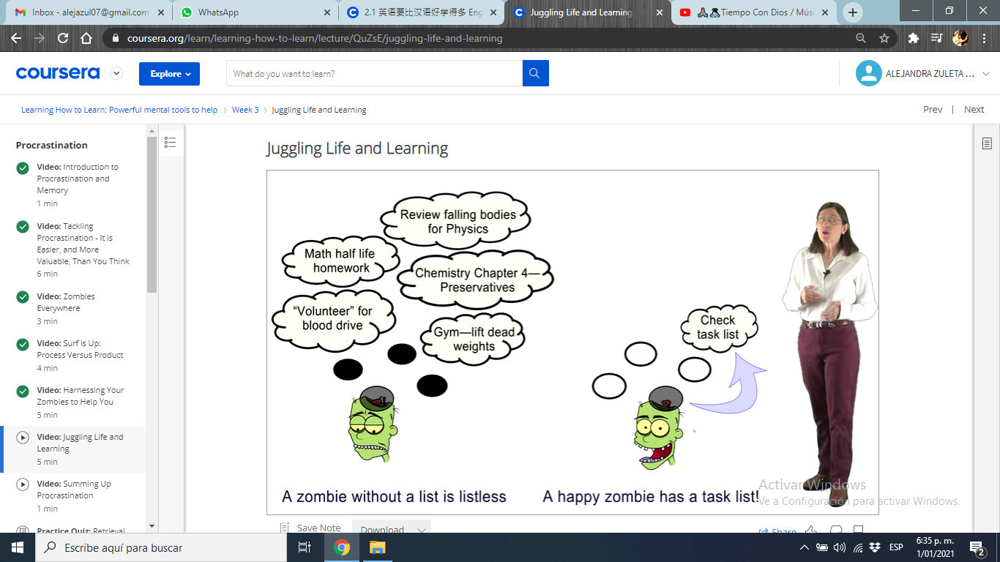 Inbox - alejazul07@gmail.com
WhatsApp
2.1 英语要比汉语好学得多 Eng
Juggling Life and Learning
Tiempo Con Dios / Músi
coursera.org/learn/learning-how-to-learn/lecture/QuZsE/juggling-life-and-learning
coursera
Explore
What do you want to learn?
ALEJANDRA ZULETA ...
Learning How to Learn: Powerful mental tools to help > Week 3 > Juggling Life and Learning
Prev | Next
Procrastination
Video: Introduction to
Procrastination and
Memory
1 min
Video: Tackling
Procrastination - It is
Easier, and More
Valuable, Than You Think
6 min
Video: Zombies
Everywhere
3 min
Video: Surf is Up:
Process Versus Product
4 min
Video: Harnessing Your
Zombies to Help You
5 min
Video: Juggling Life and
Learning
5 min
Video: Summing Up
Procrastination
1 min
Practice Quiz: Retrieval
Juggling Life and Learning
Review falling bodies
for Physics
Math half life
homework
Chemistry Chapter 4—
Preservatives
“Volunteer” for
blood drive
Gym—lift dead
weights
Check
task list
A zombie without a list is listless
A happy zombie has a task list!
Activar Windows
Ve a Configuración para activar Windows.
Save Note
Download
Share
Escribe aquí para buscar
ESP
6:35 p. m.
1/01/2021
2